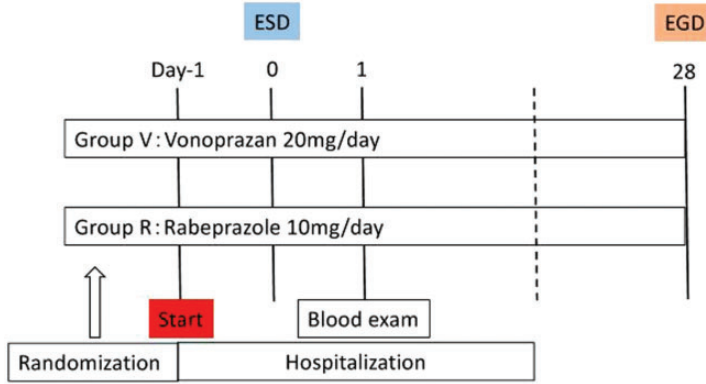 ESD
EGD
Day-1
0
1
28
Group V：Vonoprazan 20mg/day
Group R：Rabeprazole 10mg/day
Start
Blood exam
Randomization
Hospitalization